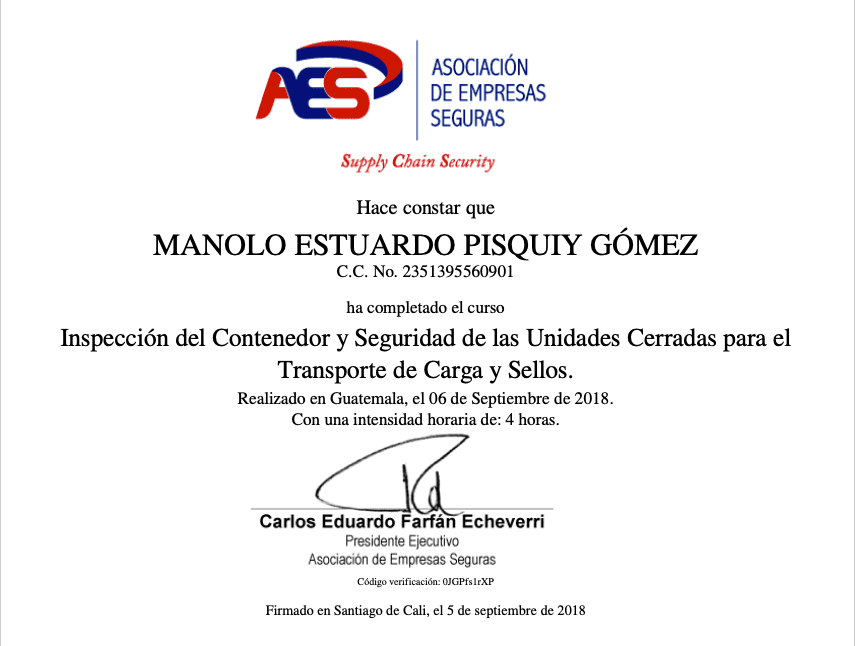 AES
ASOCIACIÓN
DE EMPRESAS
SEGURAS
Supply Chain Security
Hace constar que
MANOLO ESTUARDO PISQUIY GÓMEZ
C.C. No. 2351395560901
ha completado el curso
Inspección del Contenedor y Seguridad de las Unidades Cerradas para el
Transporte de Carga y Sellos.
Realizado en Guatemala, el 06 de Septiembre de 2018.
Con una intensidad horaria de: 4 horas.
Carlos Eduardo Farfán Echeverri
Presidente Ejecutivo
Asociación de Empresas Seguras
Código verificación: 0JGPfs1rXP
Firmado en Santiago de Cali, el 5 de septiembre de 2018